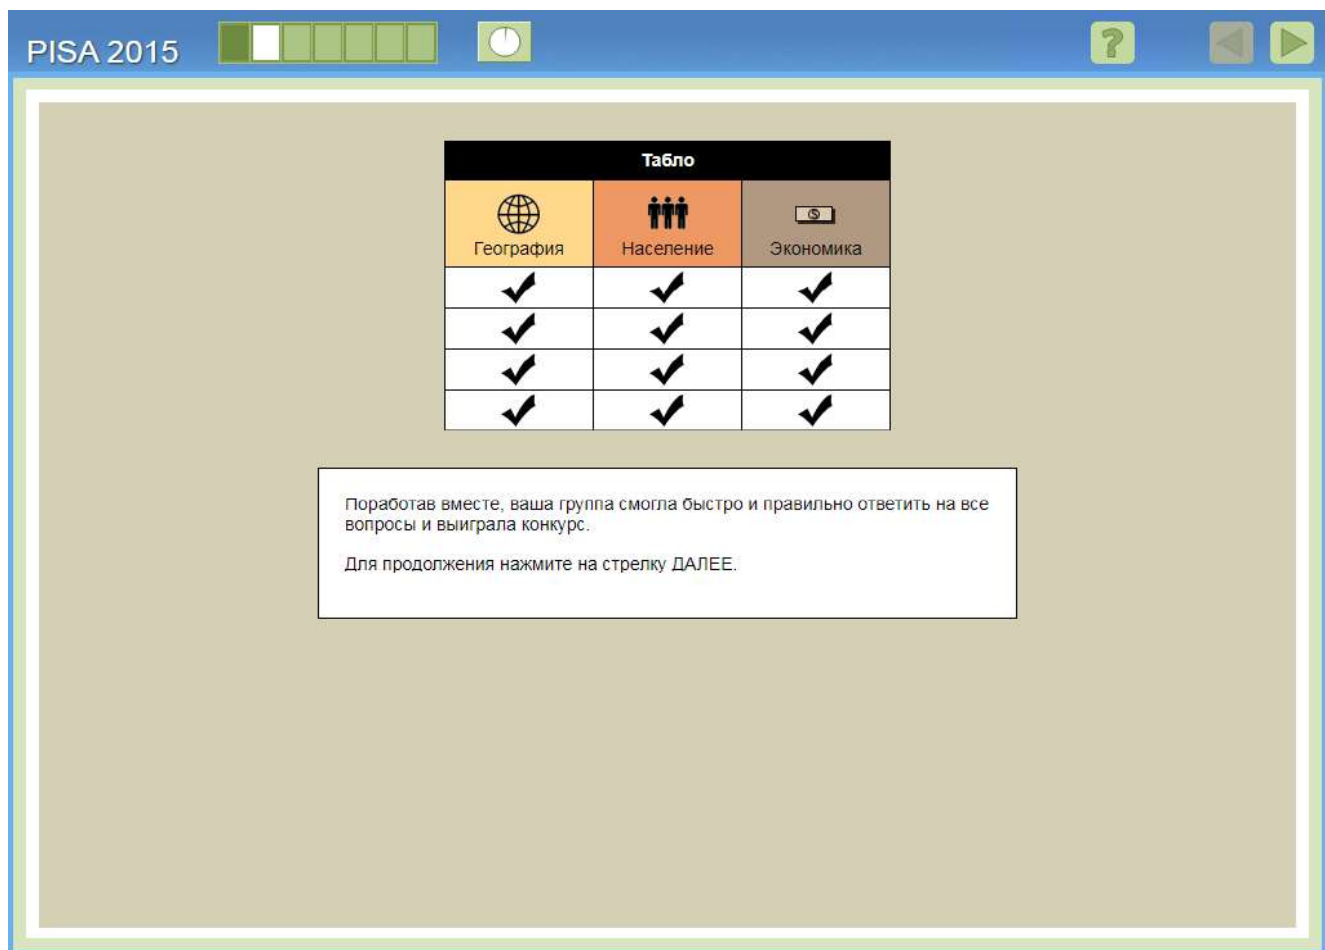 PISA 2015
?
Табло
География Население Экономика
Поработав вместе, ваша группа смогла быстро и правильно ответить на все
вопросы и выиграла конкурс.
Для продолжения нажмите на стрелку ДАЛЕЕ.